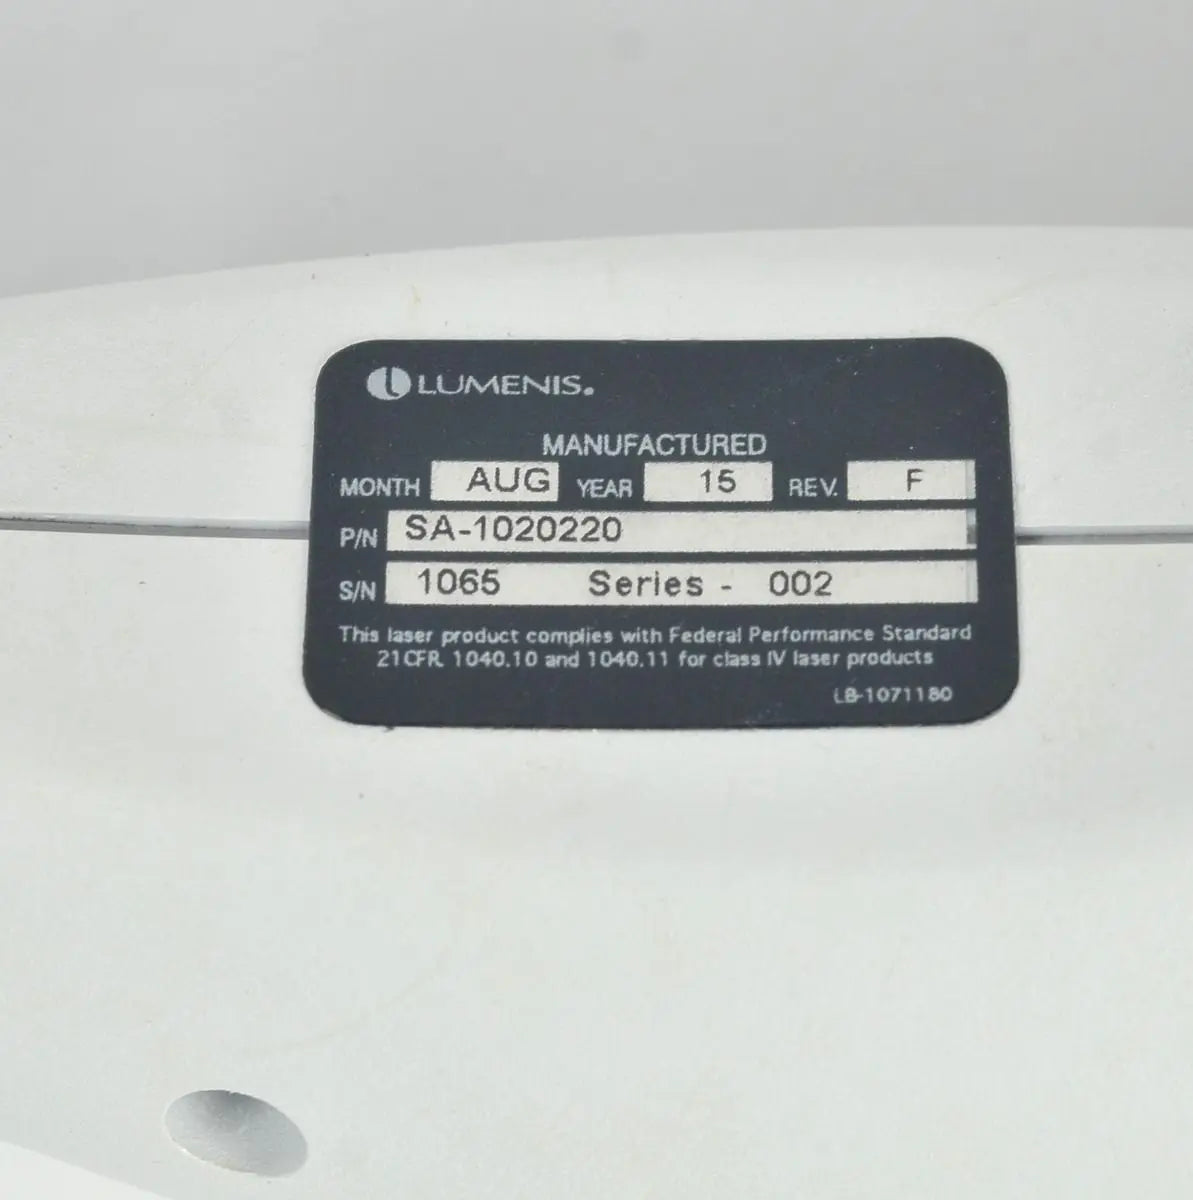 LUMENIS.
MANUFACTURED
MONTH AUG YEAR 15 REV. F
P/N SA-1020220
S/N 1065 Series - 002
This laser product complies with Federal Performance Standard
21CFR. 1040.10 and 1040.11 for class IV laser products
LB-1071180